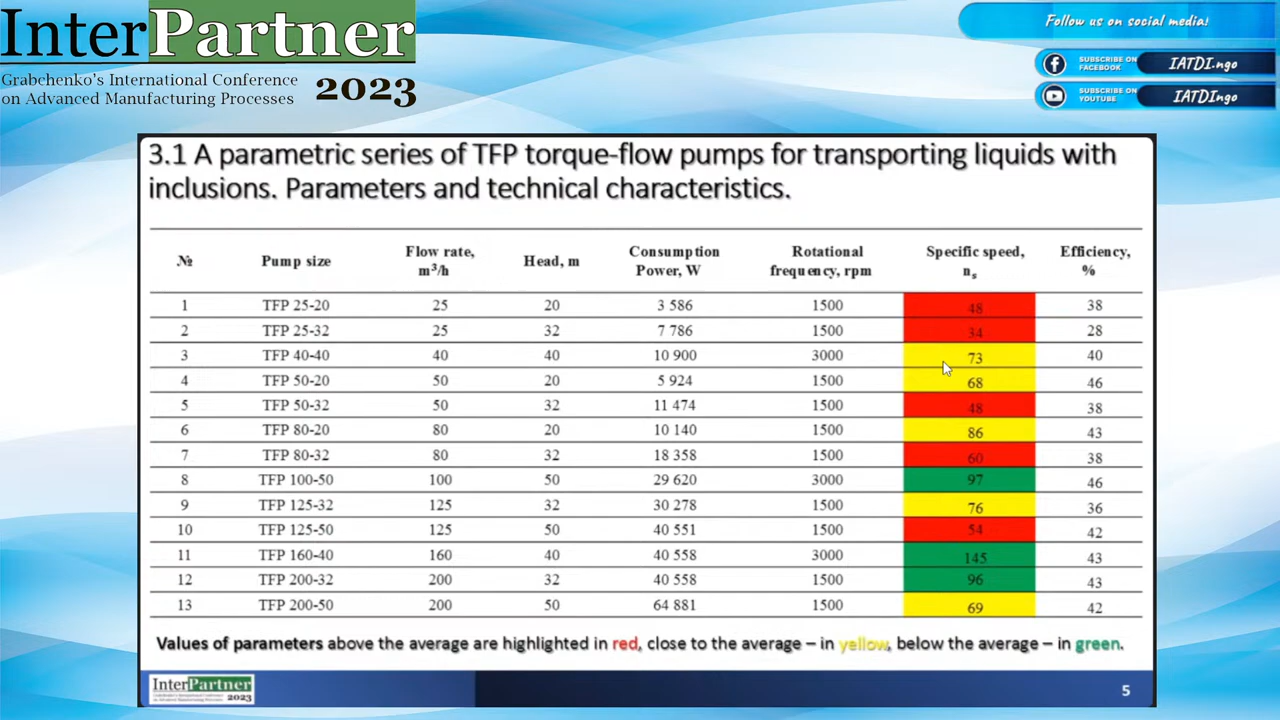 InterPartner
Grabchenko's International Conference
on Advanced Manufacturing Processes
2023
Follow us on social media!
SUBSCRIBE ON FACEBOOK IATDI.ngo
SUBSCRIBE ON YOUTUBE IATDIngo
3.1 A parametric series of TFP torque-flow pumps for transporting liquids with
inclusions. Parameters and technical characteristics.
№ Pump size Flow rate, m³/h Head, m Consumption Power, W Rotational frequency, rpm Specific speed, nₛ Efficiency, %
1 TFP 25-20 25 20 3 586 1500 48 38
2 TFP 25-32 25 32 7 786 1500 34 28
3 TFP 40-40 40 40 10 900 3000 73 40
4 TFP 50-20 50 20 5 924 1500 68 46
5 TFP 50-32 50 32 11 474 1500 48 38
6 TFP 80-20 80 20 10 140 1500 86 43
7 TFP 80-32 80 32 18 358 1500 60 38
8 TFP 100-50 100 50 29 620 3000 97 46
9 TFP 125-32 125 32 30 278 1500 76 36
10 TFP 125-50 125 50 40 551 1500 54 42
11 TFP 160-40 160 40 40 558 3000 145 43
12 TFP 200-32 200 32 40 558 1500 96 43
13 TFP 200-50 200 50 64 881 1500 69 42
Values of parameters above the average are highlighted in red, close to the average – in yellow, below the average – in green.
InterPartner
2023
5